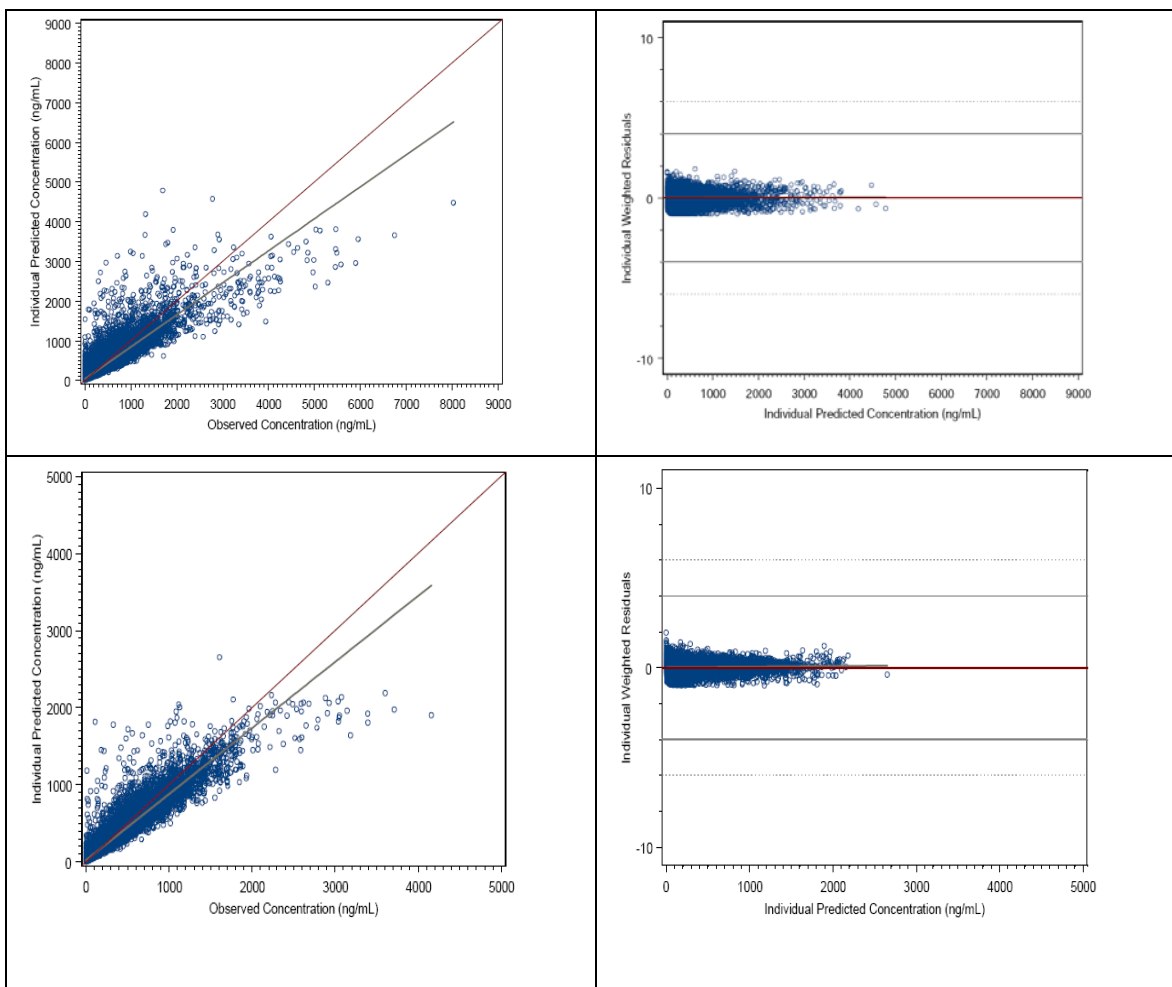 9000
8000
7000
6000
5000
4000
3000
2000
1000
0
Individual Predicted Concentration (ng/mL)
0 1000 2000 3000 4000 5000 6000 7000 8000 9000
Observed Concentration (ng/mL)
10
0
-10
Individual Weighted Residuals
0 1000 2000 3000 4000 5000 6000 7000 8000 9000
Individual Predicted Concentration (ng/mL)
5000
4000
3000
2000
1000
0
Individual Predicted Concentration (ng/mL)
0 1000 2000 3000 4000 5000
Observed Concentration (ng/mL)
10
0
-10
Individual Weighted Residuals
0 1000 2000 3000 4000 5000
Individual Predicted Concentration (ng/mL)